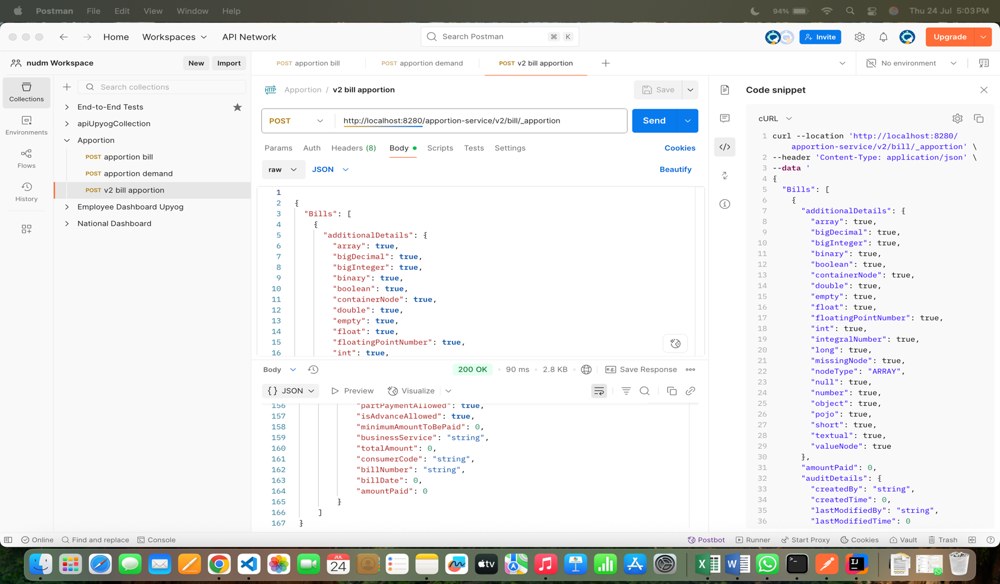 Postman File Edit View Window Help 94% Thu 24 Jul 5:03 PM
Home Workspaces API Network Search Postman ⌘ K Invite Upgrade
nudm Workspace New Import POST apportion bill POST apportion demand POST v2 bill apportion No environment
Collections
Environments
Flows
History
Search collections
End-to-End Tests
apiUpyogCollection
Apportion
POST apportion bill
POST apportion demand
POST v2 bill apportion
Employee Dashboard Upyog
National Dashboard
HTTP Apportion / v2 bill apportion Save
POST http://localhost:8280/apportion-service/v2/bill/_apportion Send
Params Auth Headers (8) Body Scripts Tests Settings Cookies
raw JSON Beautify
1
2 {
3 "Bills": [
4 {
5 "additionalDetails": {
6 "array": true,
7 "bigDecimal": true,
8 "bigInteger": true,
9 "binary": true,
10 "boolean": true,
11 "containerNode": true,
12 "double": true,
13 "empty": true,
14 "float": true,
15 "floatingPointNumber": true,
16 "int": true,
Body 200 OK 90 ms 2.8 KB e.g. Save Response
{} JSON Preview Visualize
156 "partPaymentAllowed": true,
157 "isAdvanceAllowed": true,
158 "minimumAmountToBePaid": 0,
159 "businessService": "string",
160 "totalAmount": 0,
161 "consumerCode": "string",
162 "billNumber": "string",
163 "billDate": 0,
164 "amountPaid": 0
165 }
166 ]
167 }
Code snippet
cURL
1 curl --location 'http://localhost:8280/
apportion-service/v2/bill/_apportion' \
2 --header 'Content-Type: application/json' \
3 --data '
4 {
5 "Bills": [
6 {
7 "additionalDetails": {
8 "array": true,
9 "bigDecimal": true,
10 "bigInteger": true,
11 "binary": true,
12 "boolean": true,
13 "containerNode": true,
14 "double": true,
15 "empty": true,
16 "float": true,
17 "floatingPointNumber": true,
18 "int": true,
19 "integralNumber": true,
20 "long": true,
21 "missingNode": true,
22 "nodeType": "ARRAY",
23 "null": true,
24 "number": true,
25 "object": true,
26 "pojo": true,
27 "short": true,
28 "textual": true,
29 "valueNode": true
30 },
31 "amountPaid": 0,
32 "auditDetails": {
33 "createdBy": "string",
34 "createdTime": 0,
35 "lastModifiedBy": "string",
36 "lastModifiedTime": 0
Online Find and replace Console Postbot Runner Start Proxy Cookies Vault Trash
JUL
24
tv
X
W
IJ
DOCX